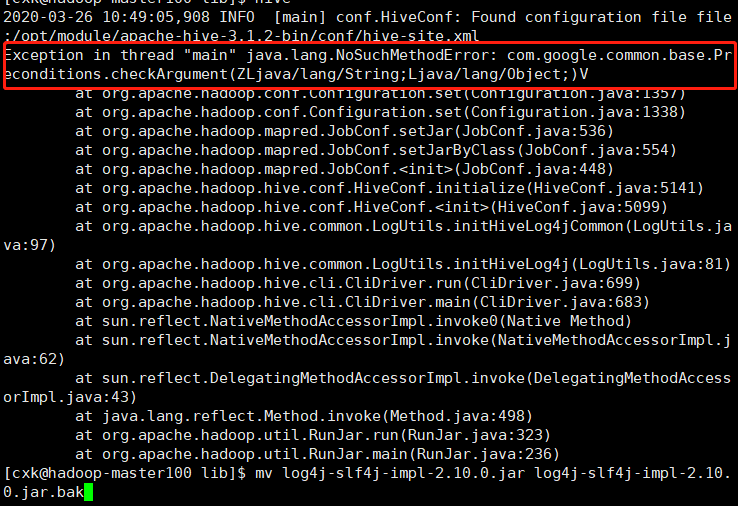 [cxk@hadoop-master100 lib]$ hive
2020-03-26 10:49:05,908 INFO  [main] conf.HiveConf: Found configuration file file
:/opt/module/apache-hive-3.1.2-bin/conf/hive-site.xml
Exception in thread "main" java.lang.NoSuchMethodError: com.google.common.base.Pr
econditions.checkArgument(ZLjava/lang/String;Ljava/lang/Object;)V
        at org.apache.hadoop.conf.Configuration.set(Configuration.java:1357)
        at org.apache.hadoop.conf.Configuration.set(Configuration.java:1338)
        at org.apache.hadoop.mapred.JobConf.setJar(JobConf.java:536)
        at org.apache.hadoop.mapred.JobConf.setJarByClass(JobConf.java:554)
        at org.apache.hadoop.mapred.JobConf.<init>(JobConf.java:448)
        at org.apache.hadoop.hive.conf.HiveConf.initialize(HiveConf.java:5141)
        at org.apache.hadoop.hive.conf.HiveConf.<init>(HiveConf.java:5099)
        at org.apache.hadoop.hive.common.LogUtils.initHiveLog4jCommon(LogUtils.ja
va:97)
        at org.apache.hadoop.hive.common.LogUtils.initHiveLog4j(LogUtils.java:81)
        at org.apache.hadoop.hive.cli.CliDriver.run(CliDriver.java:699)
        at org.apache.hadoop.hive.cli.CliDriver.main(CliDriver.java:683)
        at sun.reflect.NativeMethodAccessorImpl.invoke0(Native Method)
        at sun.reflect.NativeMethodAccessorImpl.invoke(NativeMethodAccessorImpl.j
ava:62)
        at sun.reflect.DelegatingMethodAccessorImpl.invoke(DelegatingMethodAccess
orImpl.java:43)
        at java.lang.reflect.Method.invoke(Method.java:498)
        at org.apache.hadoop.util.RunJar.run(RunJar.java:323)
        at org.apache.hadoop.util.RunJar.main(RunJar.java:236)
[cxk@hadoop-master100 lib]$ mv log4j-slf4j-impl-2.10.0.jar log4j-slf4j-impl-2.10.
0.jar.bak